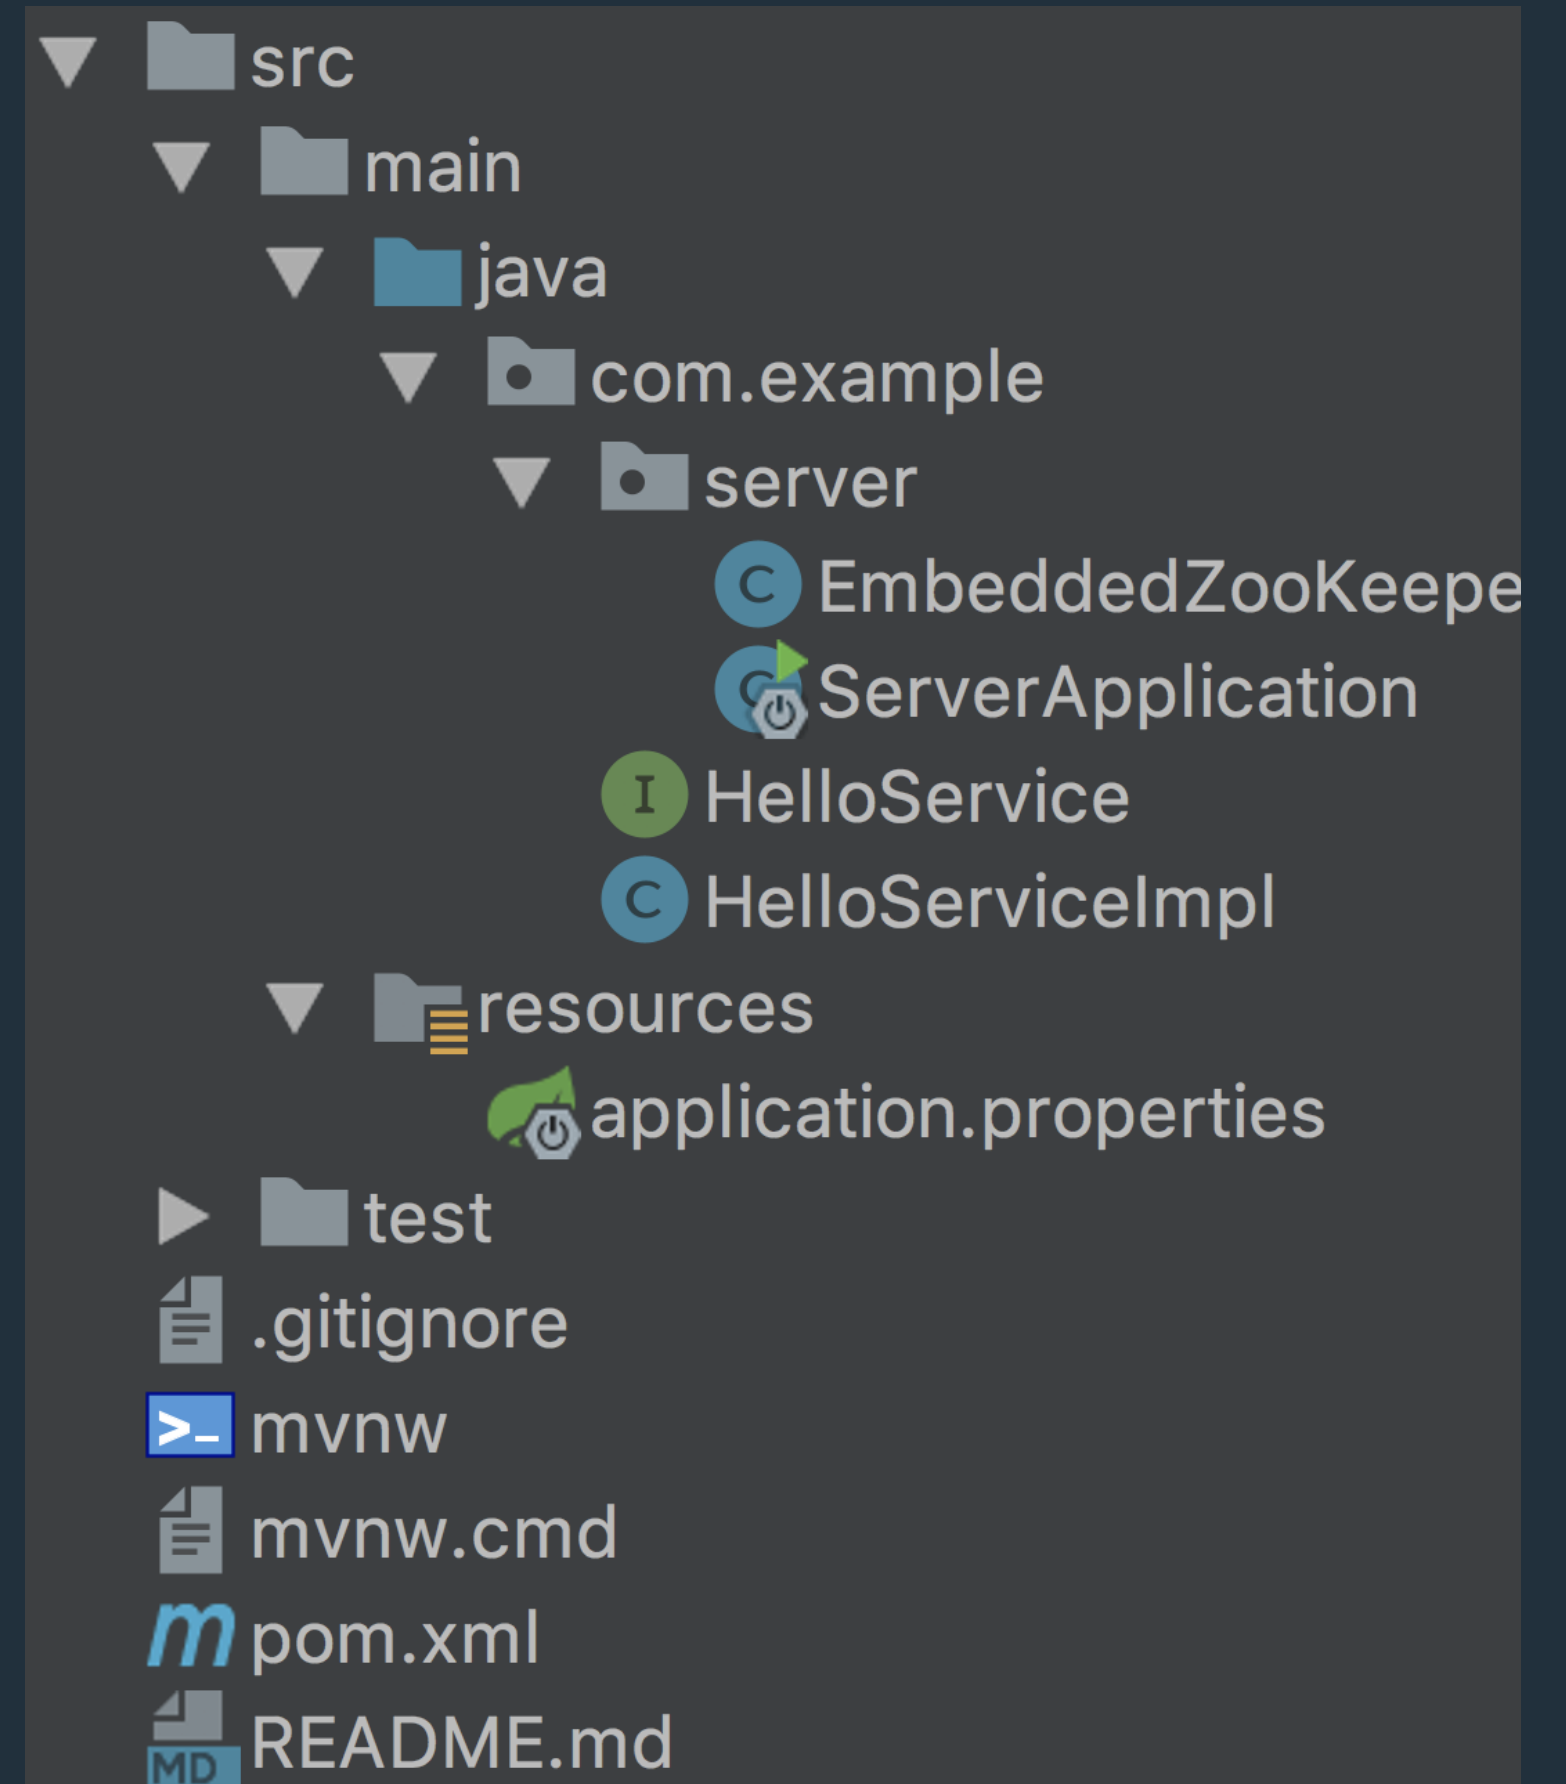 src
main
java
com.example
server
C EmbeddedZooKeepe
C ServerApplication
I HelloService
C HelloServiceImpl
resources
application.properties
test
.gitignore
>_ mvnw
mvnw.cmd
m pom.xml
MD README.md